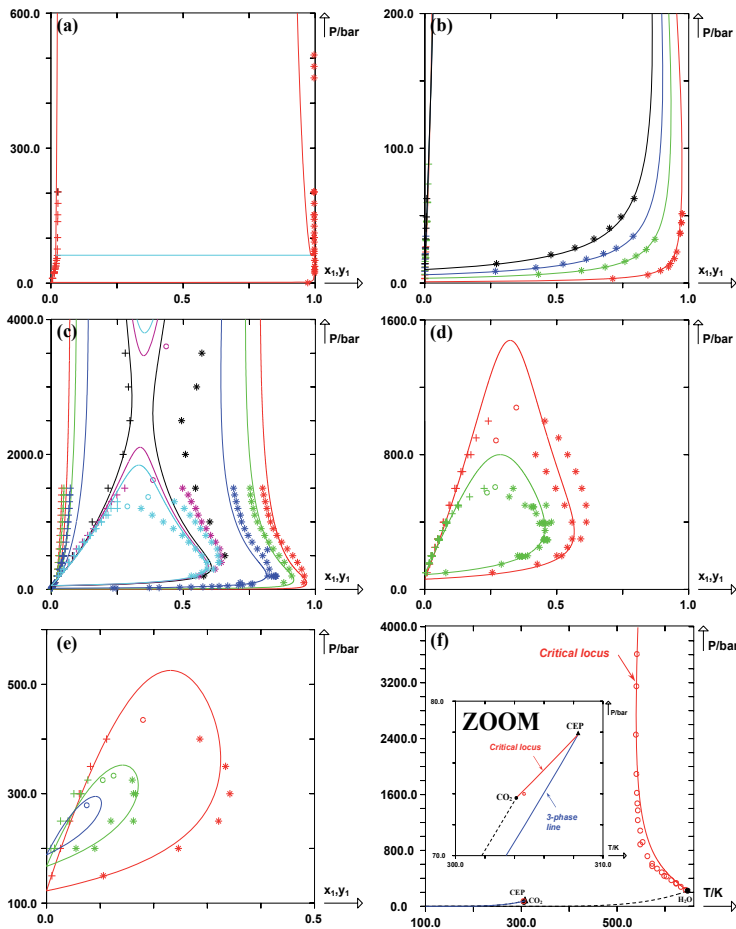 (a)
P/bar
600.0
300.0
0.0
0.0
0.5
1.0
x1,y1
(b)
P/bar
200.0
100.0
0.0
0.0
0.5
1.0
x1,y1
(c)
P/bar
4000.0
2000.0
0.0
0.0
0.5
1.0
x1,y1
(d)
P/bar
1600.0
800.0
0.0
0.0
0.5
1.0
x1,y1
(e)
P/bar
500.0
300.0
100.0
0.0
0.5
x1,y1
(f)
P/bar
4000.0
3200.0
2400.0
1600.0
800.0
0.0
100.0
300.0
500.0
T/K
Critical locus
CEP
CO2
H2O
ZOOM
80.0
P/bar
CEP
Critical locus
CO2
3-phase
line
70.0
300.0
310.0
T/K